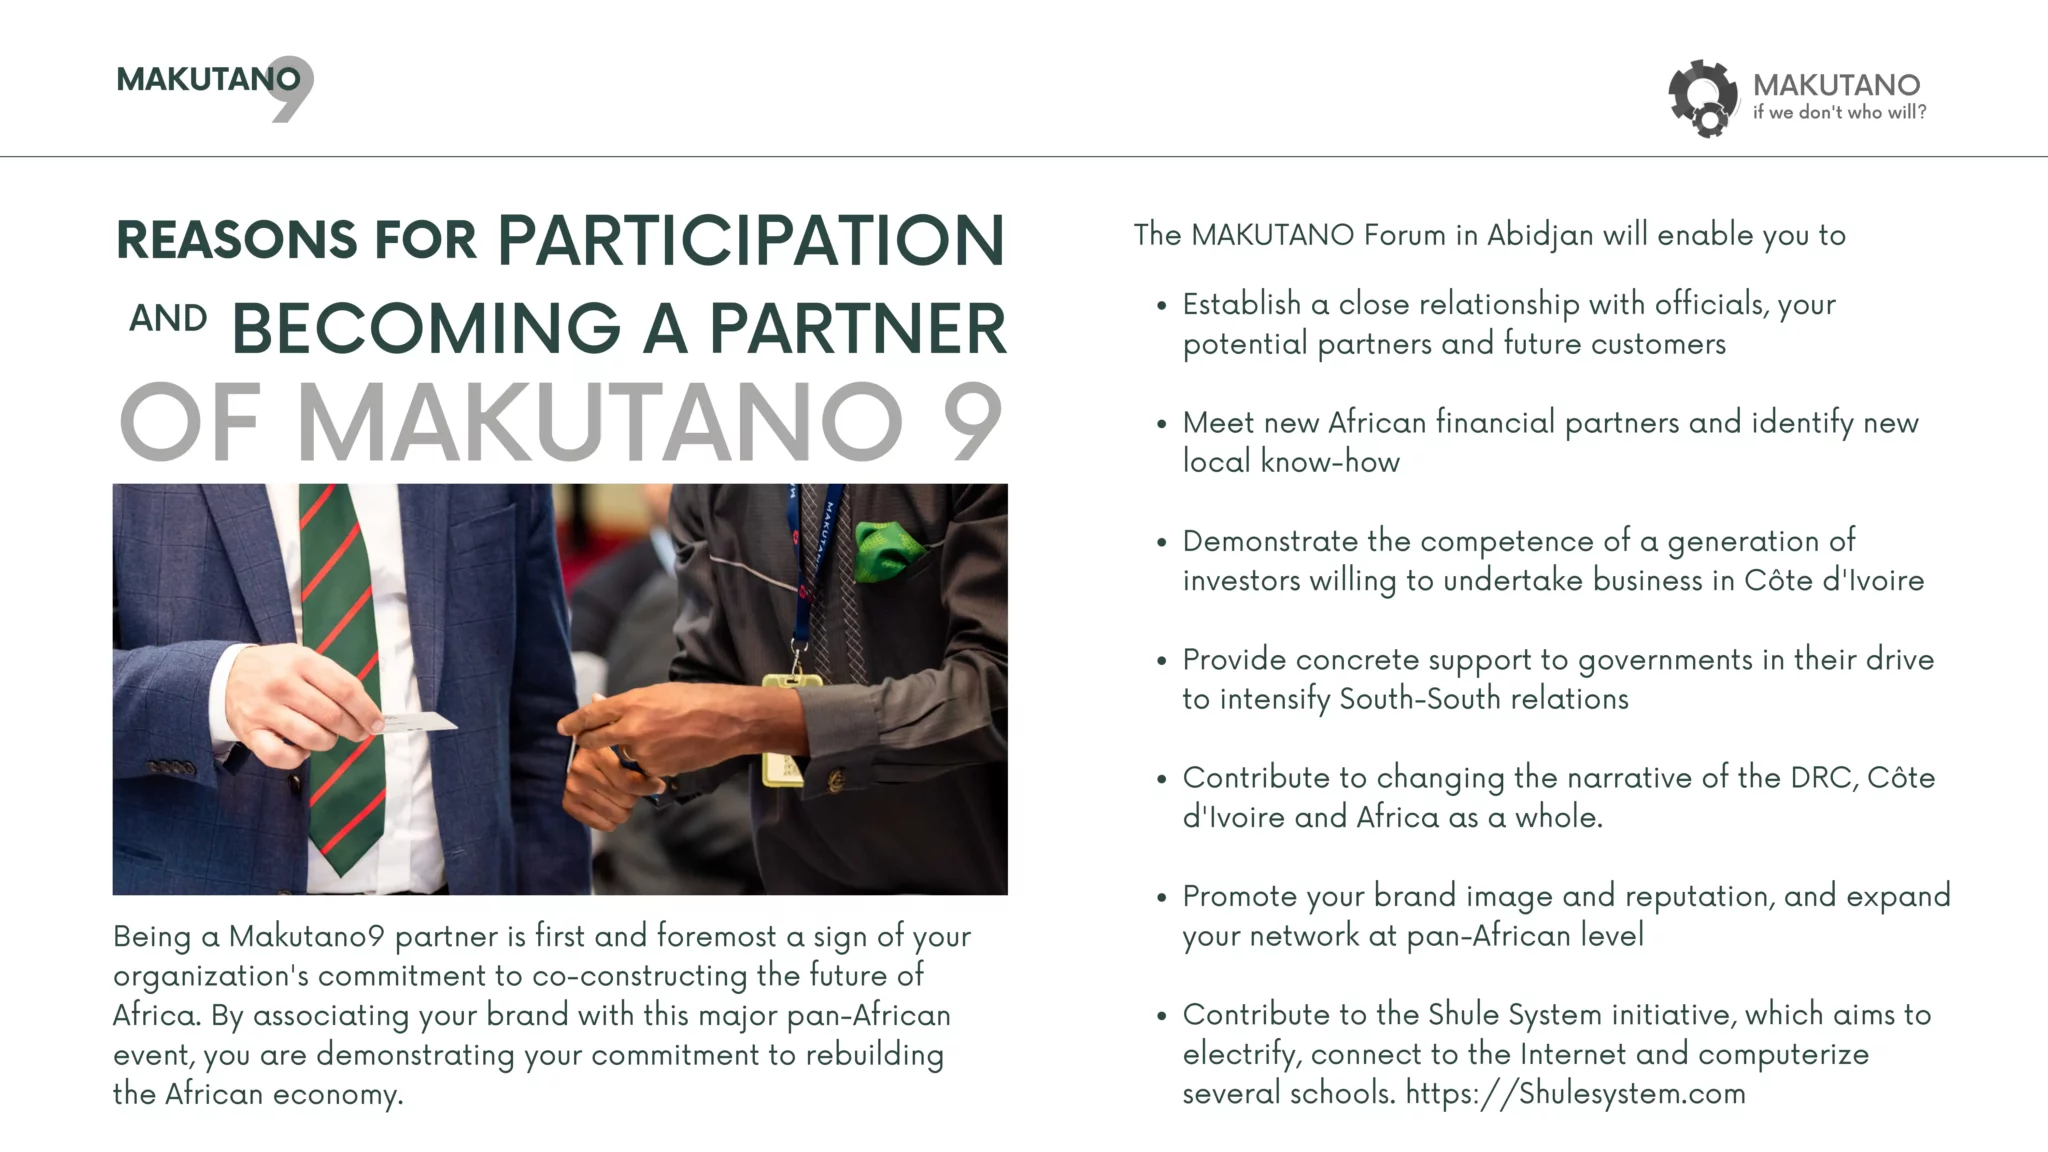 MAKUTANO9
MAKUTANO
if we don't who will?
REASONS FOR PARTICIPATION
AND BECOMING A PARTNER
OF MAKUTANO 9
Being a Makutano9 partner is first and foremost a sign of your
organization's commitment to co-constructing the future of
Africa. By associating your brand with this major pan-African
event, you are demonstrating your commitment to rebuilding
the African economy.
The MAKUTANO Forum in Abidjan will enable you to
• Establish a close relationship with officials, your
potential partners and future customers
• Meet new African financial partners and identify new
local know-how
• Demonstrate the competence of a generation of
investors willing to undertake business in Côte d'Ivoire
• Provide concrete support to governments in their drive
to intensify South-South relations
• Contribute to changing the narrative of the DRC, Côte
d'Ivoire and Africa as a whole.
• Promote your brand image and reputation, and expand
your network at pan-African level
• Contribute to the Shule System initiative, which aims to
electrify, connect to the Internet and computerize
several schools. https://Shulesystem.com